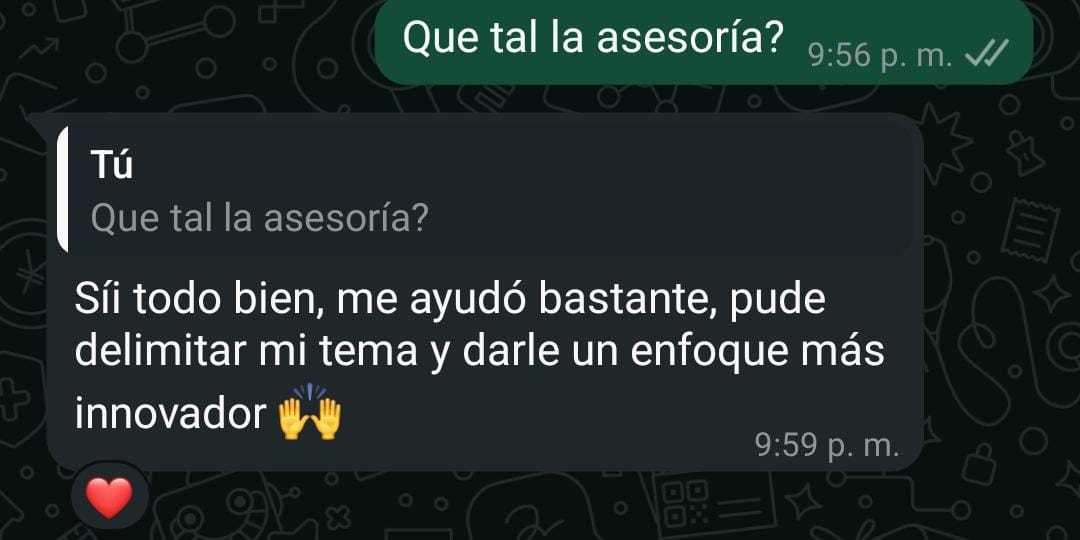 Que tal la asesoría?
9:56 p. m.
Tú
Que tal la asesoría?
Síi todo bien, me ayudó bastante, pude
delimitar mi tema y darle un enfoque más
innovador 🙌
9:59 p. m.